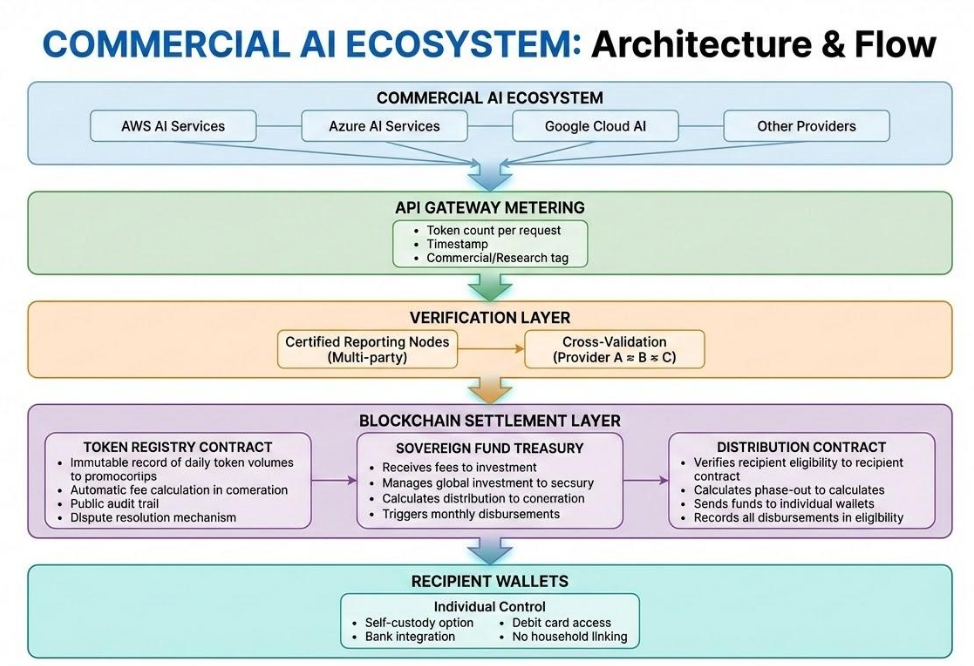 COMMERCIAL AI ECOSYSTEM: Architecture & Flow
COMMERCIAL AI ECOSYSTEM
AWS AI Services
Azure AI Services
Google Cloud AI
Other Providers
API GATEWAY METERING
• Token count per request
• Timestamp
• Commercial/Research tag
VERIFICATION LAYER
Certified Reporting Nodes
(Multi-party)
Cross-Validation
(Provider A ≈ B ≈ C)
BLOCKCHAIN SETTLEMENT LAYER
TOKEN REGISTRY CONTRACT
• Immutable record of daily token volumes
to promocortips
• Automatic fee calculation in comeration
• Public audit trail
• Dispute resolution mechanism
SOVEREIGN FUND TREASURY
• Receives fees to investment
• Manages global investment to secsury
• Calculates distribution to conerration
• Triggers monthly disbursements
DISTRIBUTION CONTRACT
• Verifies recipient eligibility to recipient
contract
• Calculates phase-out to calculates
• Sends funds to individual wallets
• Records all disbursements in eliglbility
RECIPIENT WALLETS
Individual Control
• Self-custody option
• Bank integration
• Debit card access
• No household linking